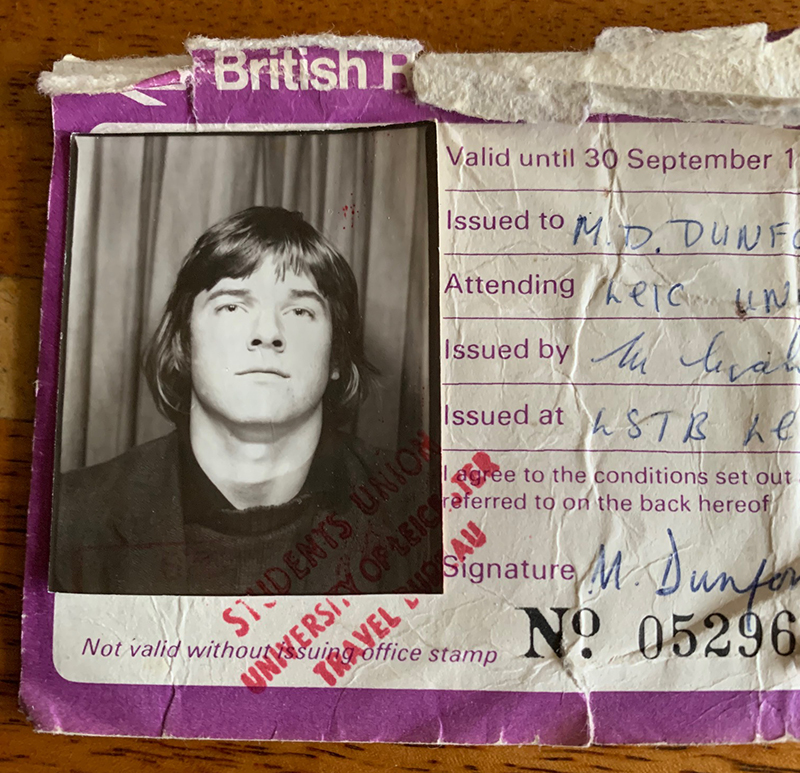 British R
Valid until 30 September 1
Issued to M.D. DUNFO
Attending Leic UNI
Issued by
Issued at LSTB Le
I agree to the conditions set out
referred to on the back hereof
Signature M. Dunfor
STUDENTS UNION
UNIVERSITY OF LEICESTER
TRAVEL BUREAU
Not valid without issuing office stamp
Nº 05296